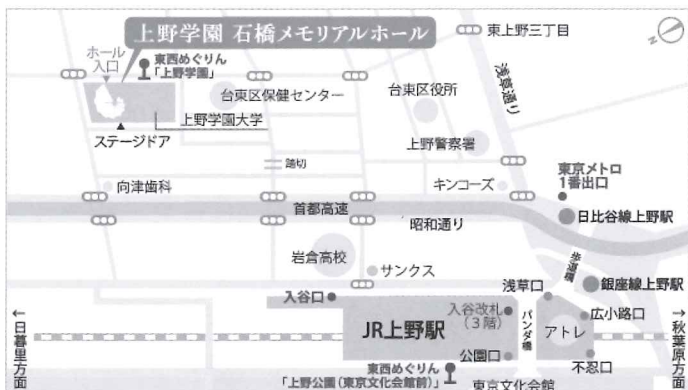 上野学園 石橋メモリアルホール
東上野三丁目
N
ホール
入口
東西めぐりん
「上野学園」
台東区保健センター
台東区役所
浅草通り
上野学園大学
ステージドア
上野警察署
踏切
東京メトロ
1番出口
向津歯科
キンコーズ
首都高速
昭和通り
日比谷線上野駅
岩倉高校
サンクス
歩道橋
入谷口
浅草口
銀座線上野駅
入谷改札
(3階)
パンダ橋
広小路口
JR上野駅
アトレ
←日暮里方面
→秋葉原方面
公園口
不忍口
東西めぐりん
「上野公園(東京文化会館前)」
東京文化会館